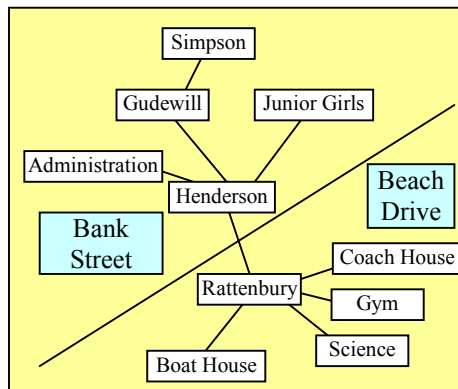 Simpson
Gudewill
Junior Girls
Administration
Henderson
Beach
Drive
Bank
Street
Coach House
Rattenbury
Gym
Science
Boat House